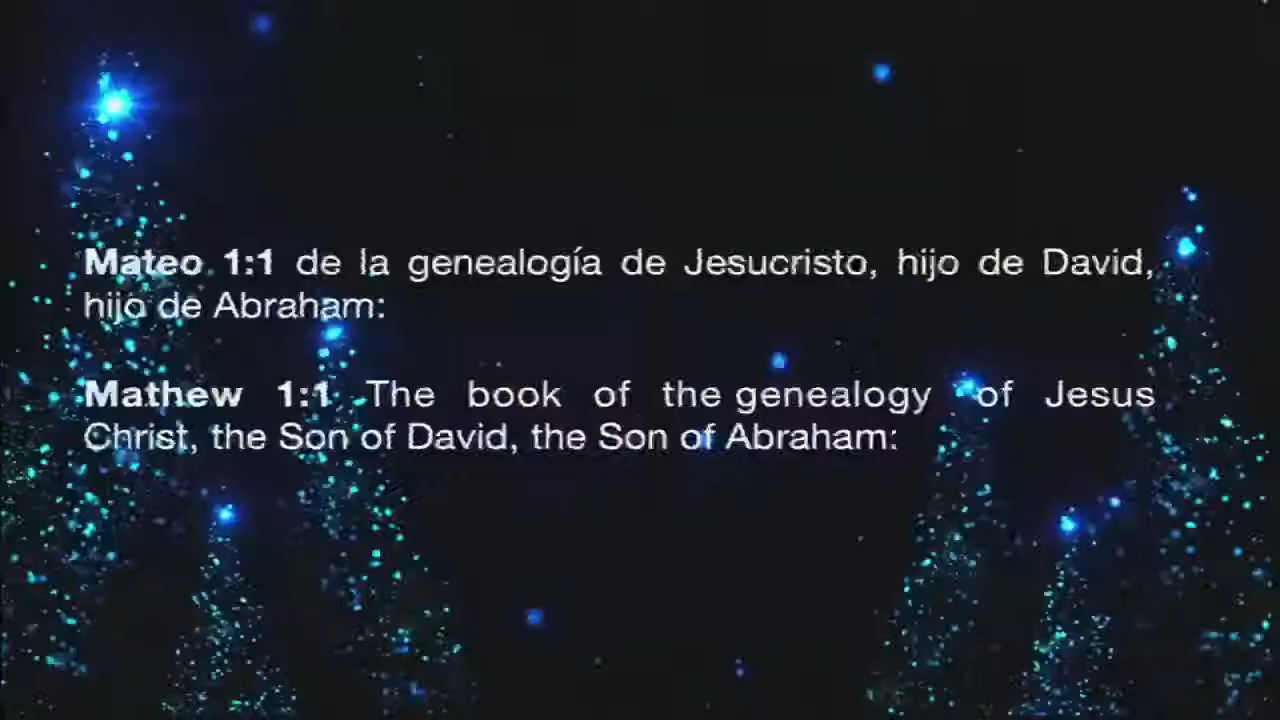 Mateo 1:1 de la genealogía de Jesucristo, hijo de David,
hijo de Abraham:
Mathew 1:1 The book of the genealogy of Jesus
Christ, the Son of David, the Son of Abraham: